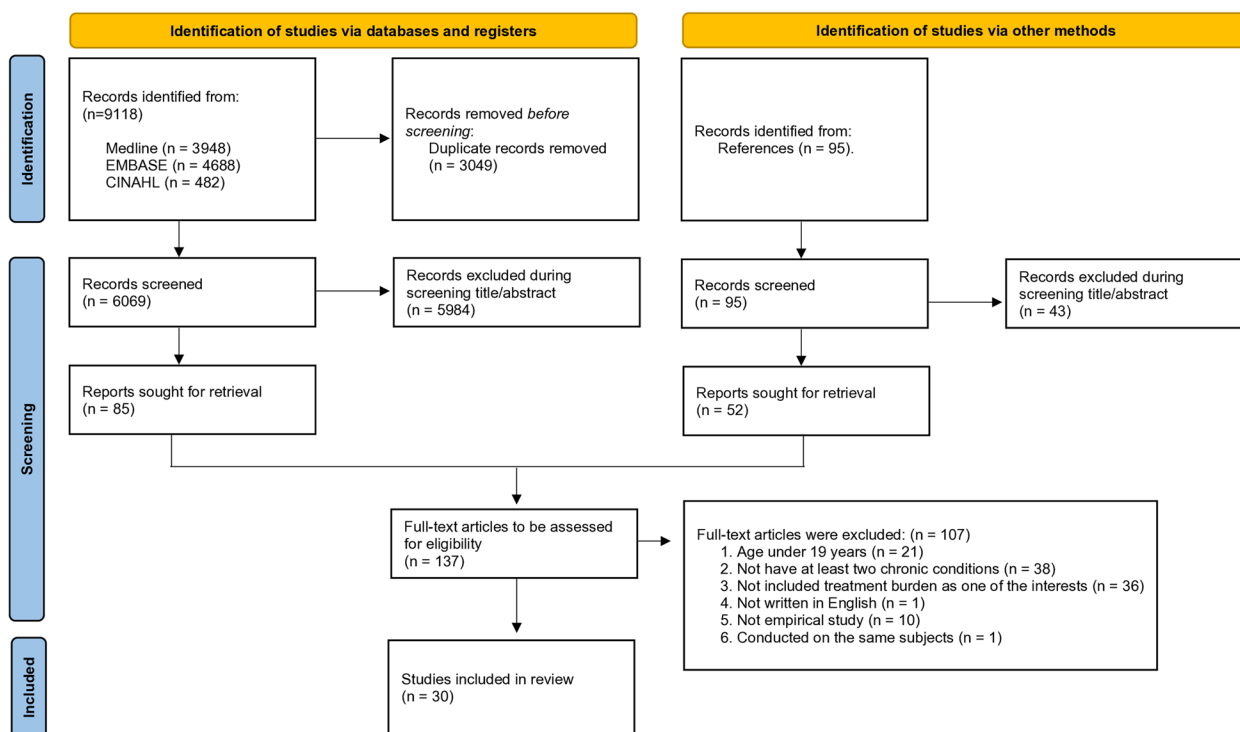 Identification of studies via databases and registers
Identification of studies via other methods
Identification
Records identified from:
(n=9118)
Medline (n = 3948)
EMBASE (n = 4688)
CINAHL (n = 482)
Records removed before
screening:
Duplicate records removed
(n = 3049)
Records identified from:
References (n = 95).
Screening
Records screened
(n = 6069)
Records excluded during
screening title/abstract
(n = 5984)
Records screened
(n = 95)
Records excluded during
screening title/abstract
(n = 43)
Reports sought for retrieval
(n = 85)
Reports sought for retrieval
(n = 52)
Full-text articles to be assessed
for eligibility
(n = 137)
Full-text articles were excluded: (n = 107)
1. Age under 19 years (n = 21)
2. Not have at least two chronic conditions (n = 38)
3. Not included treatment burden as one of the interests (n = 36)
4. Not written in English (n = 1)
5. Not empirical study (n = 10)
6. Conducted on the same subjects (n = 1)
Included
Studies included in review
(n = 30)